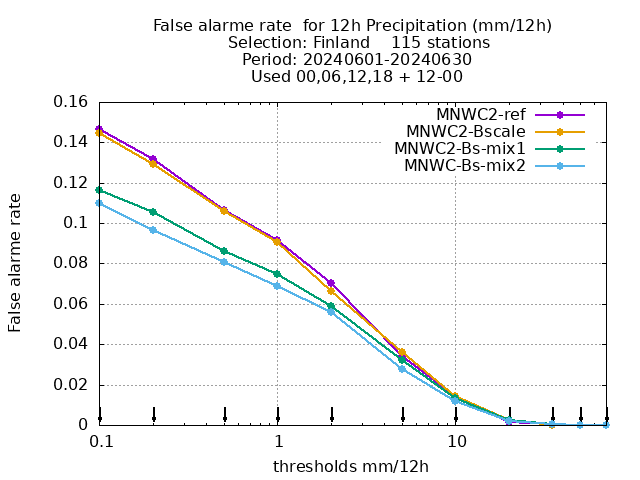 False alarme rate  for 12h Precipitation (mm/12h)
Selection: Finland    115 stations
Period: 20240601-20240630
Used 00,06,12,18 + 12-00
MNWC2-ref
MNWC2-Bscale
MNWC2-Bs-mix1
MNWC-Bs-mix2
False alarme rate
0.16
0.14
0.12
0.1
0.08
0.06
0.04
0.02
0
0.1 1 10
thresholds mm/12h